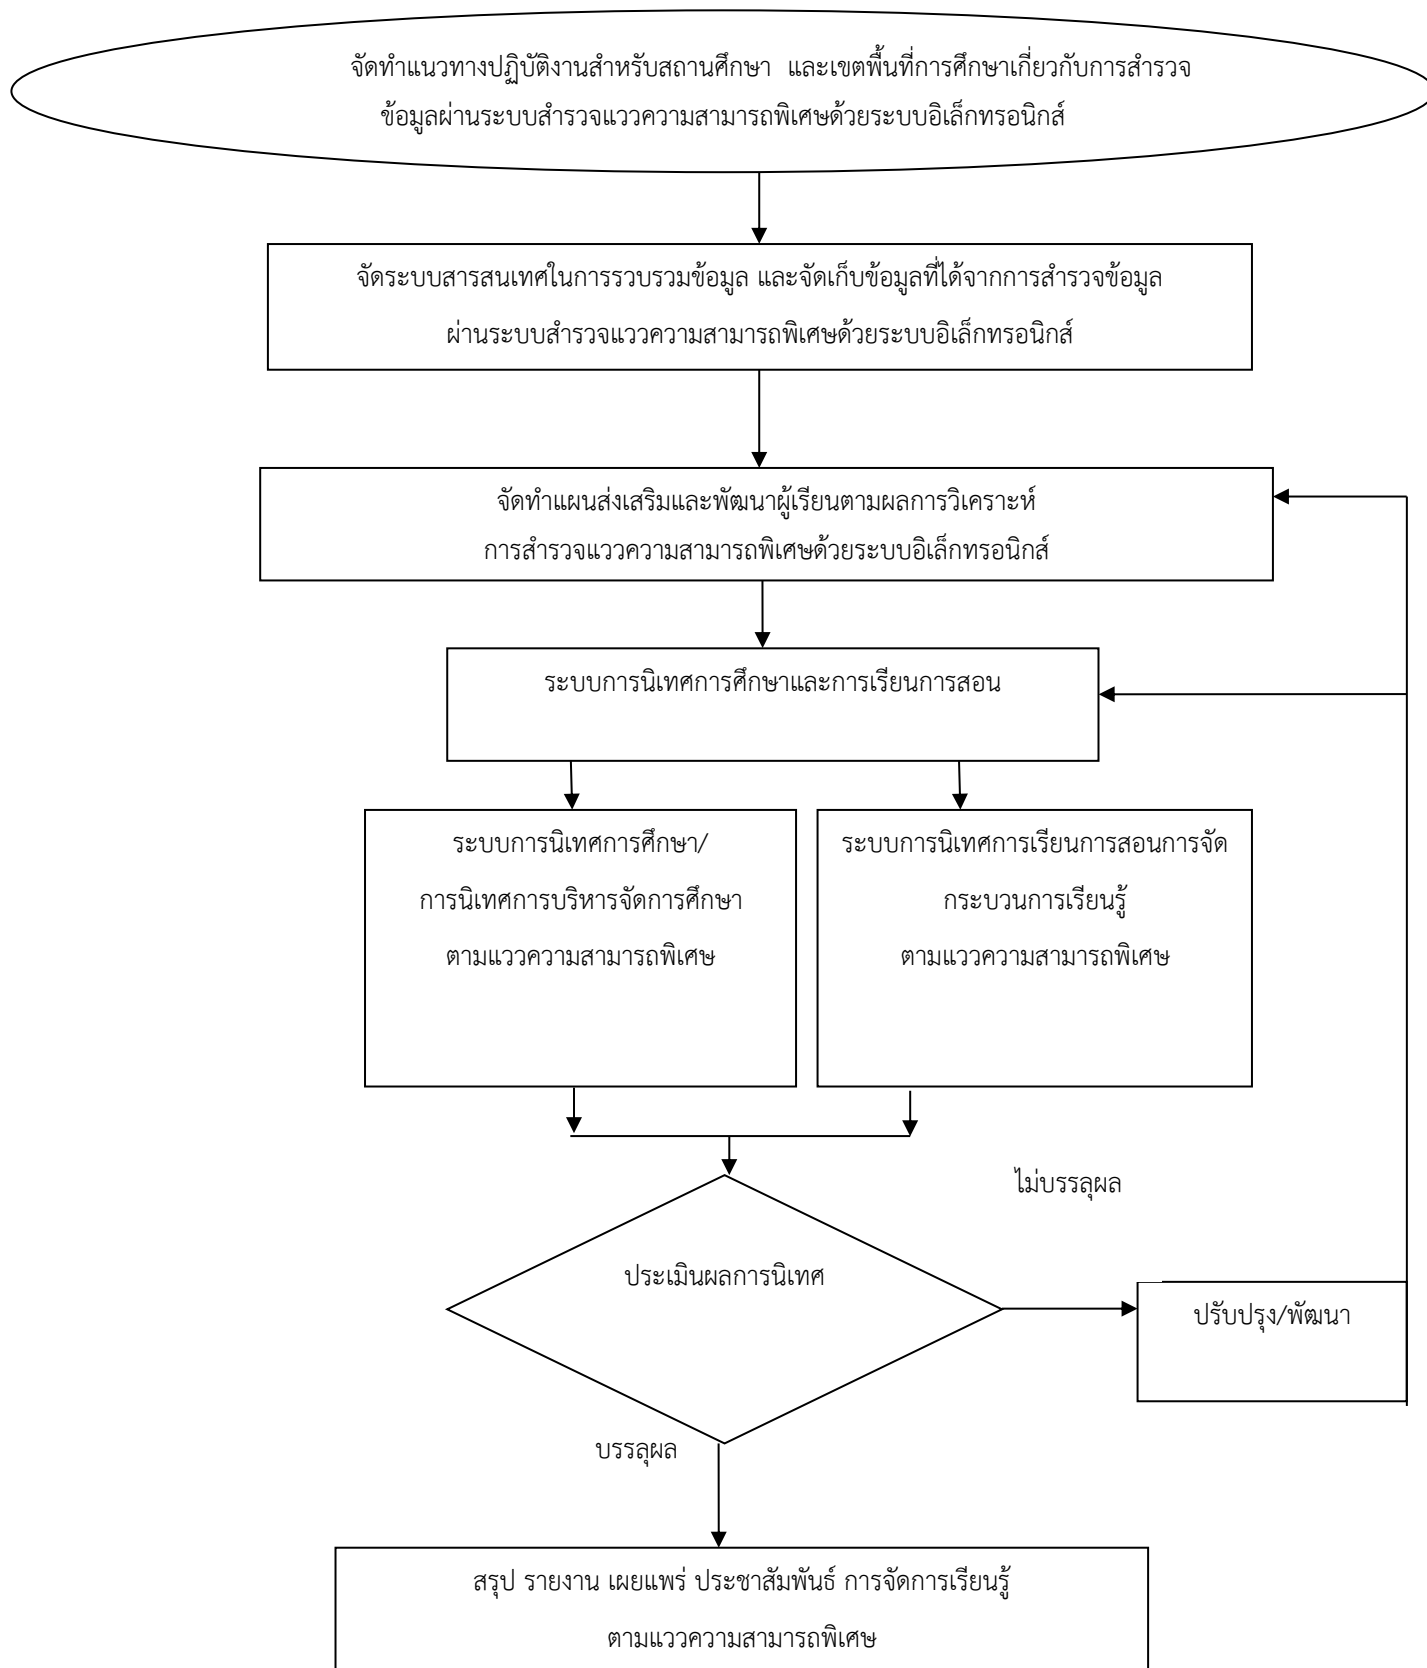 จัดทำแนวทางปฏิบัติงานสำหรับสถานศึกษา  และเขตพื้นที่การศึกษาเกี่ยวกับการสำรวจ
ข้อมูลผ่านระบบสำรวจแววความสามารถพิเศษด้วยระบบอิเล็กทรอนิกส์
จัดระบบสารสนเทศในการรวบรวมข้อมูล และจัดเก็บข้อมูลที่ได้จากการสำรวจข้อมูล
ผ่านระบบสำรวจแววความสามารถพิเศษด้วยระบบอิเล็กทรอนิกส์
จัดทำแผนส่งเสริมและพัฒนาผู้เรียนตามผลการวิเคราะห์
การสำรวจแววความสามารถพิเศษด้วยระบบอิเล็กทรอนิกส์
ระบบการนิเทศการศึกษาและการเรียนการสอน
ระบบการนิเทศการศึกษา/
การนิเทศการบริหารจัดการศึกษา
ตามแววความสามารถพิเศษ
ระบบการนิเทศการเรียนการสอนการจัด
กระบวนการเรียนรู้
ตามแววความสามารถพิเศษ
ไม่บรรลุผล
ประเมินผลการนิเทศ
ปรับปรุง/พัฒนา
บรรลุผล
สรุป รายงาน เผยแพร่ ประชาสัมพันธ์ การจัดการเรียนรู้
ตามแววความสามารถพิเศษ